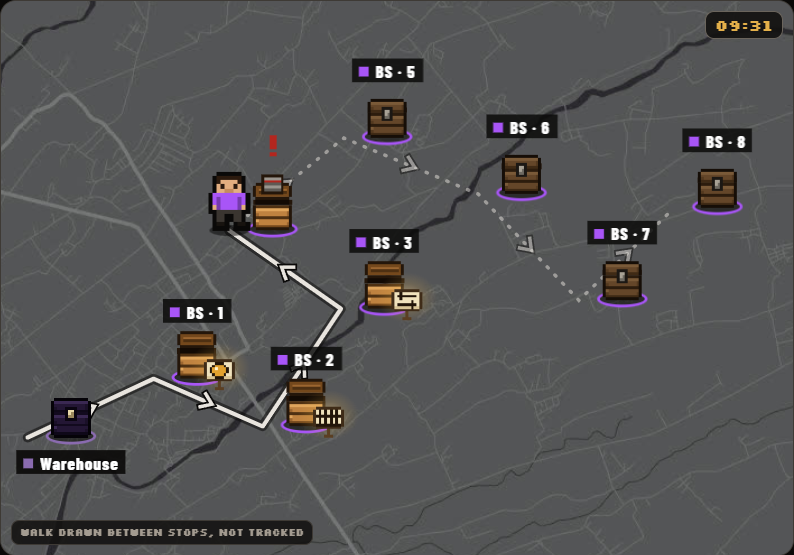 09:31
BS - 5
BS - 6
BS - 8
BS - 7
BS - 3
BS - 1
BS - 2
Warehouse
WALK DRAWN BETWEEN STOPS, NOT TRACKED
!